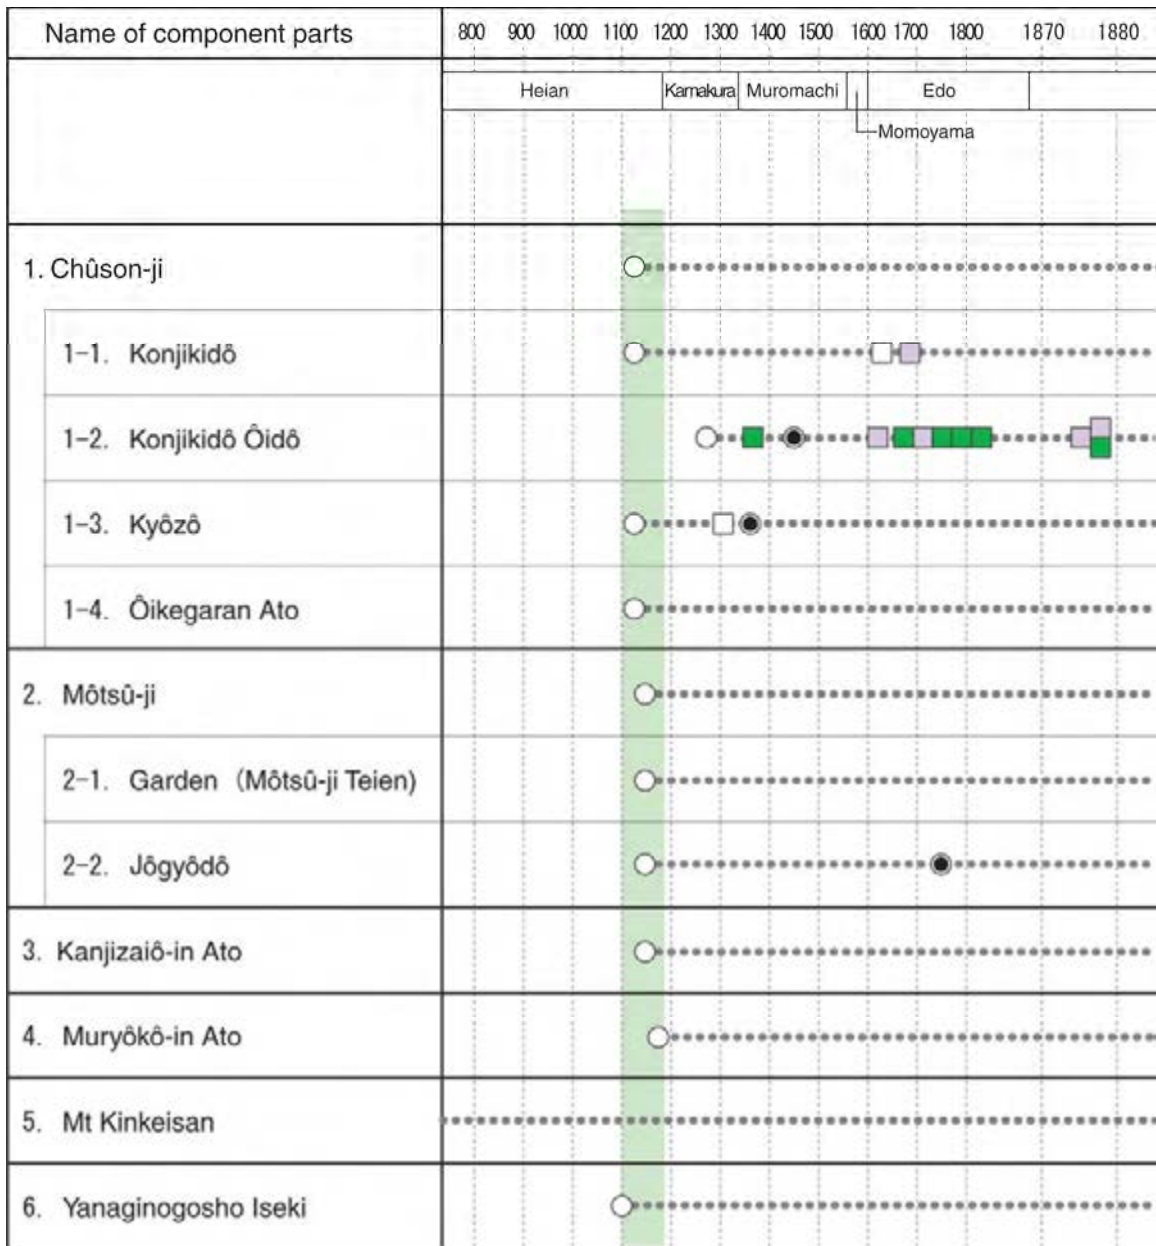 Name of component parts 800 900 1000 1100 1200 1300 1400 1500 1600 1700 1800 1870 1880
Heian Kamakura Muromachi Edo
Momoyama
1. Chûson-ji
1-1. Konjikidô
1-2. Konjikidô Ôidô
1-3. Kyôzô
1-4. Ôikegaran Ato
2. Môtsû-ji
2-1. Garden (Môtsû-ji Teien)
2-2. Jôgyôdô
3. Kanjizaiô-in Ato
4. Muryôkô-in Ato
5. Mt Kinkeisan
6. Yanaginogosho Iseki